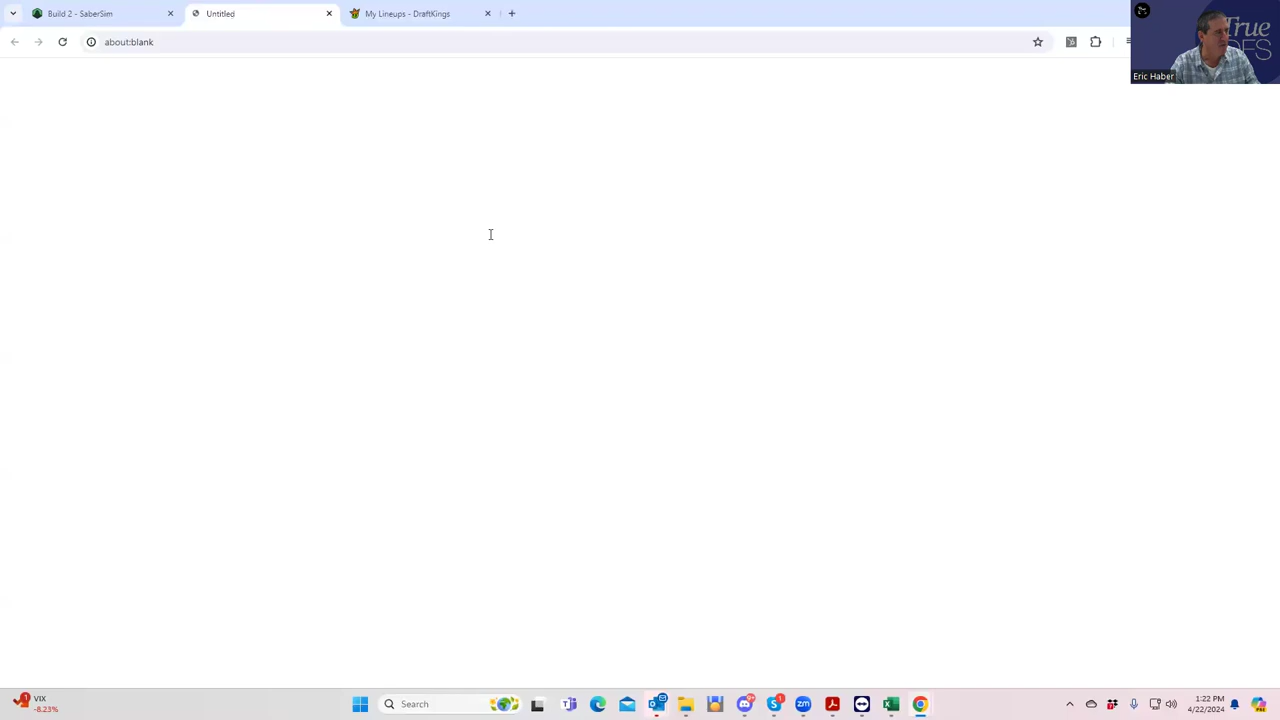 Build 2 - SaberSim
Untitled
My Lineups - DraftKings
about:blank
True
DFS
Eric Haber
VIX
-8.23%
Search
1:22 PM
4/22/2024